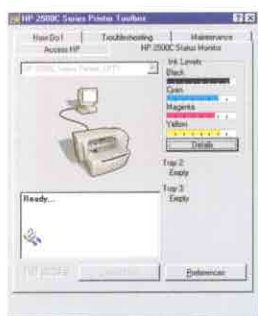 HP 2500C Series Printer Toolbox
How Do I
Troubleshooting
Maintenance
Access HP
HP 2500C Status Monitor
Ink Levels
Black
Cyan
Magenta
Yellow
Details
Tray 2
Empty
Tray 3
Empty
Ready...
Preferences